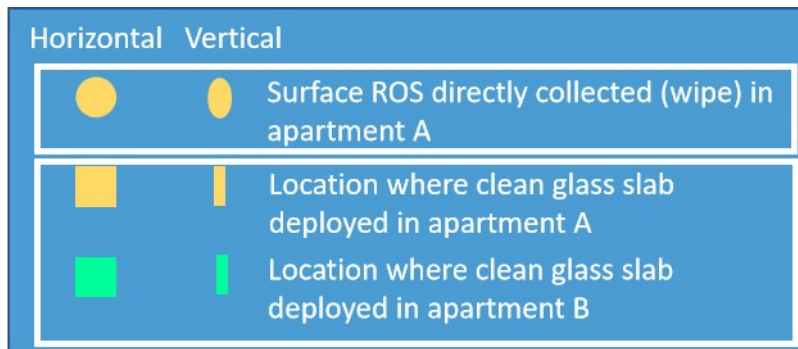 Horizontal Vertical
Surface ROS directly collected (wipe) in
apartment A
Location where clean glass slab
deployed in apartment A
Location where clean glass slab
deployed in apartment B